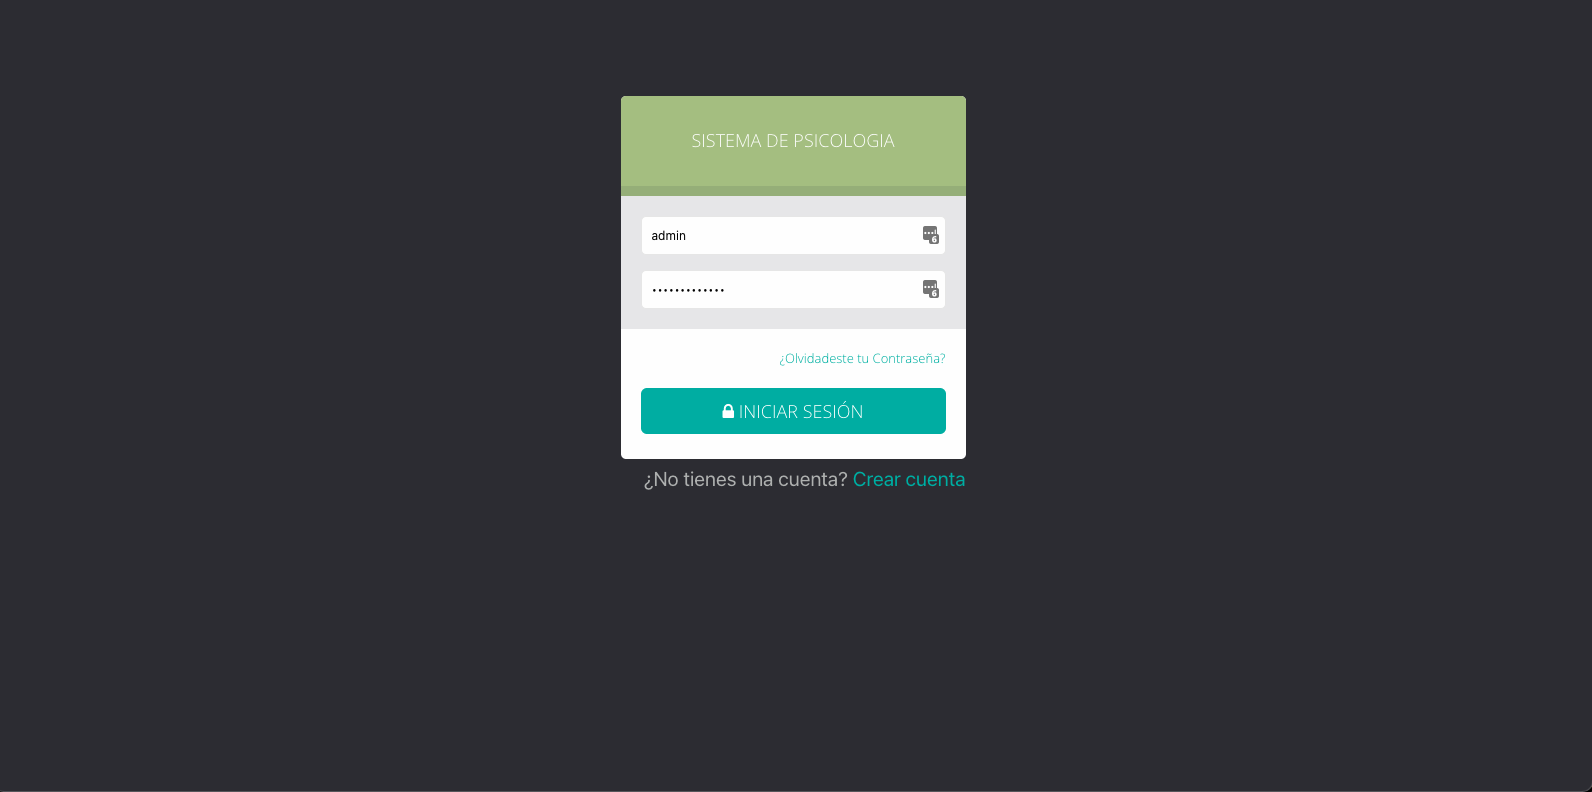 SISTEMA DE PSICOLOGIA
admin
•••••••••••••
¿Olvidadeste tu Contraseña?
INICIAR SESIÓN
¿No tienes una cuenta? Crear cuenta